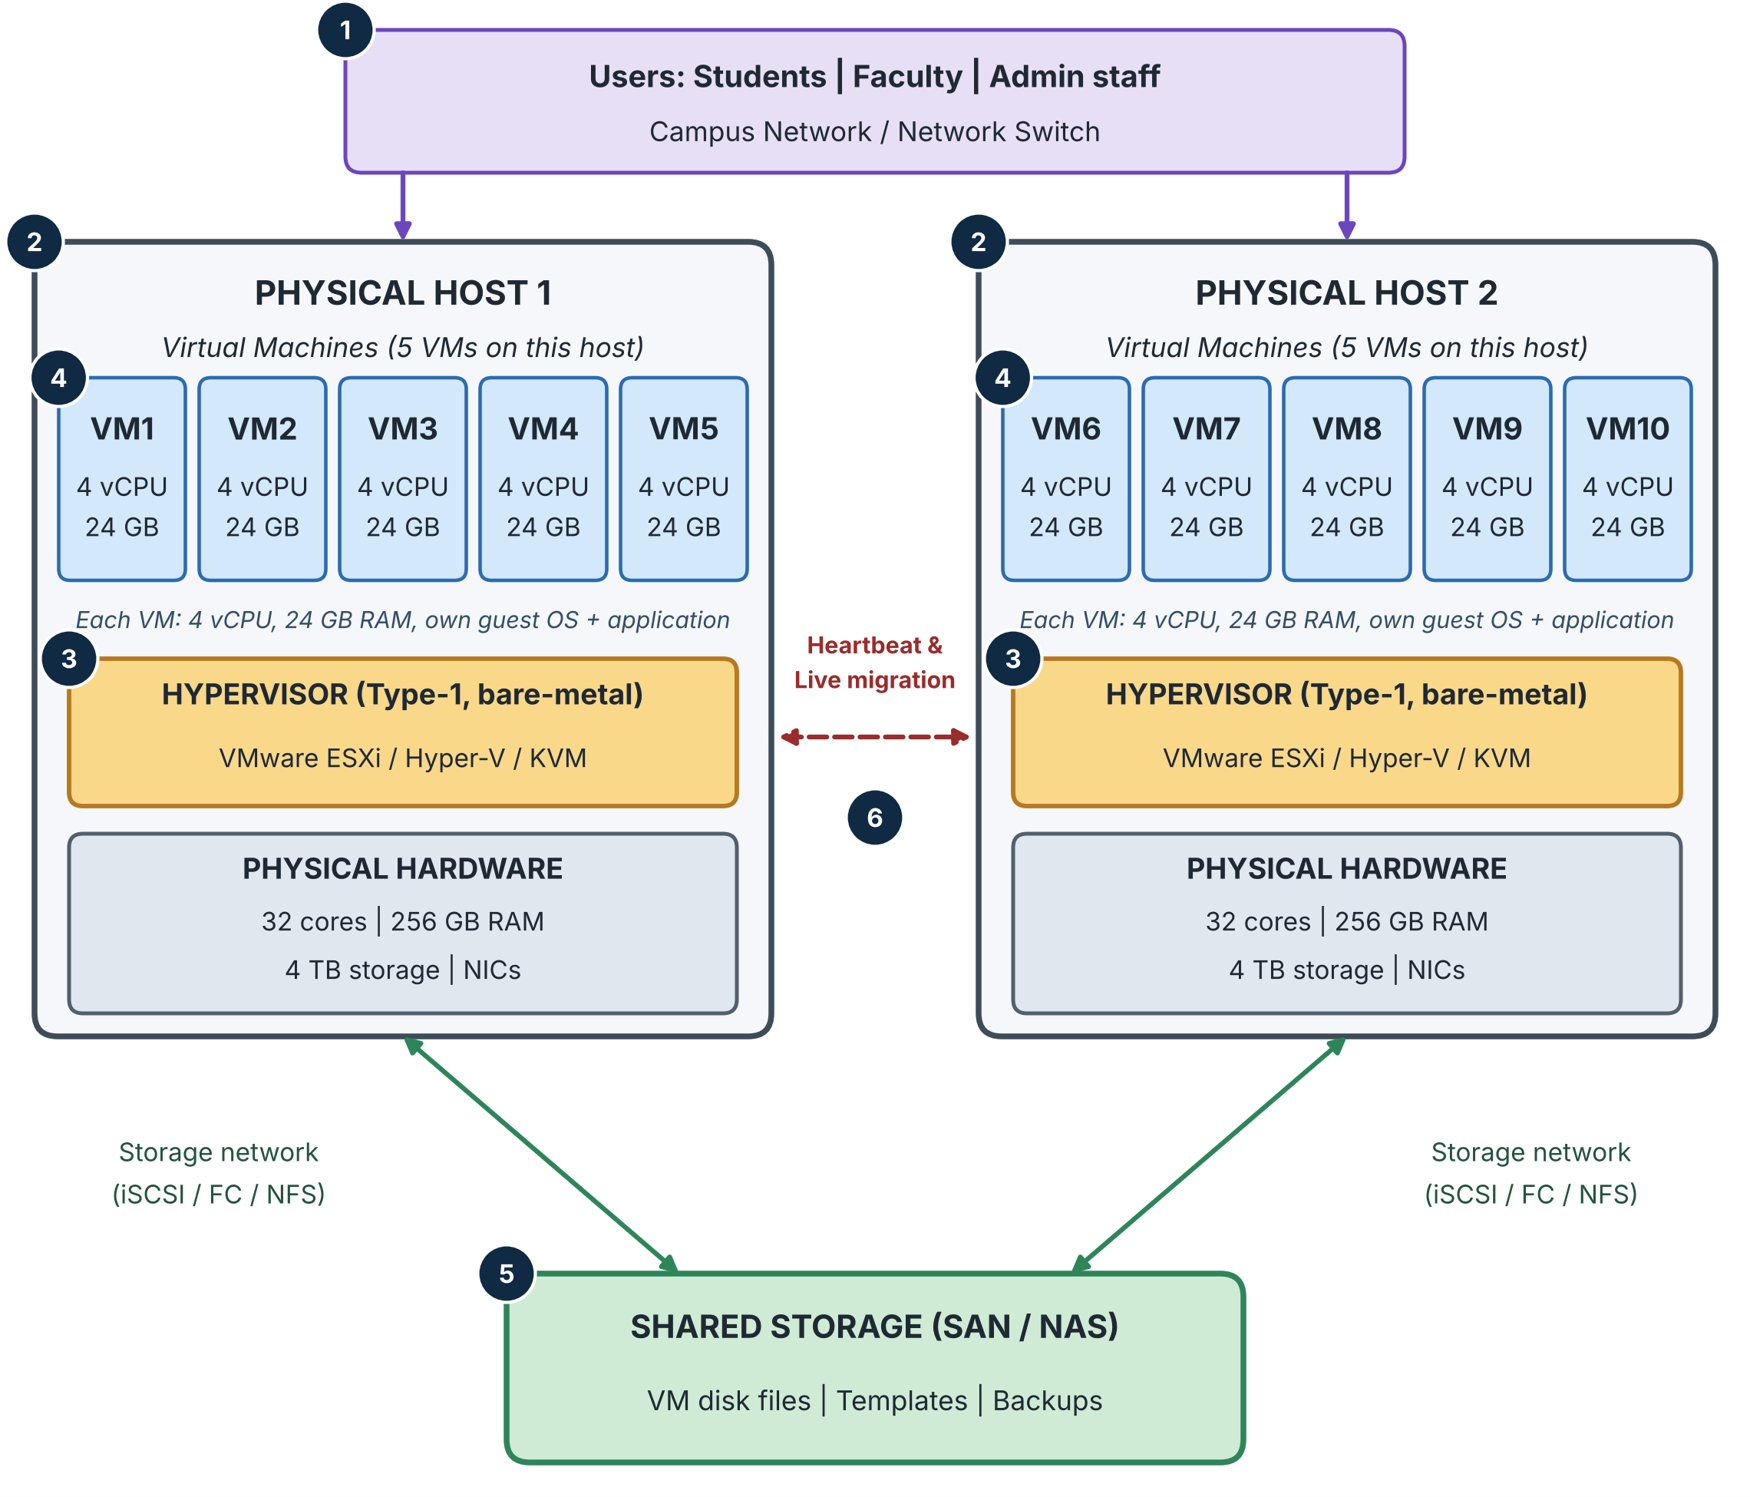 1
Users: Students | Faculty | Admin staff
Campus Network / Network Switch
2
PHYSICAL HOST 1
Virtual Machines (5 VMs on this host)
4
VM1
4 vCPU
24 GB
VM2
4 vCPU
24 GB
VM3
4 vCPU
24 GB
VM4
4 vCPU
24 GB
VM5
4 vCPU
24 GB
Each VM: 4 vCPU, 24 GB RAM, own guest OS + application
3
HYPERVISOR (Type-1, bare-metal)
VMware ESXi / Hyper-V / KVM
PHYSICAL HARDWARE
32 cores | 256 GB RAM
4 TB storage | NICs
Heartbeat &
Live migration
6
2
PHYSICAL HOST 2
Virtual Machines (5 VMs on this host)
4
VM6
4 vCPU
24 GB
VM7
4 vCPU
24 GB
VM8
4 vCPU
24 GB
VM9
4 vCPU
24 GB
VM10
4 vCPU
24 GB
Each VM: 4 vCPU, 24 GB RAM, own guest OS + application
3
HYPERVISOR (Type-1, bare-metal)
VMware ESXi / Hyper-V / KVM
PHYSICAL HARDWARE
32 cores | 256 GB RAM
4 TB storage | NICs
Storage network
(iSCSI / FC / NFS)
Storage network
(iSCSI / FC / NFS)
5
SHARED STORAGE (SAN / NAS)
VM disk files | Templates | Backups